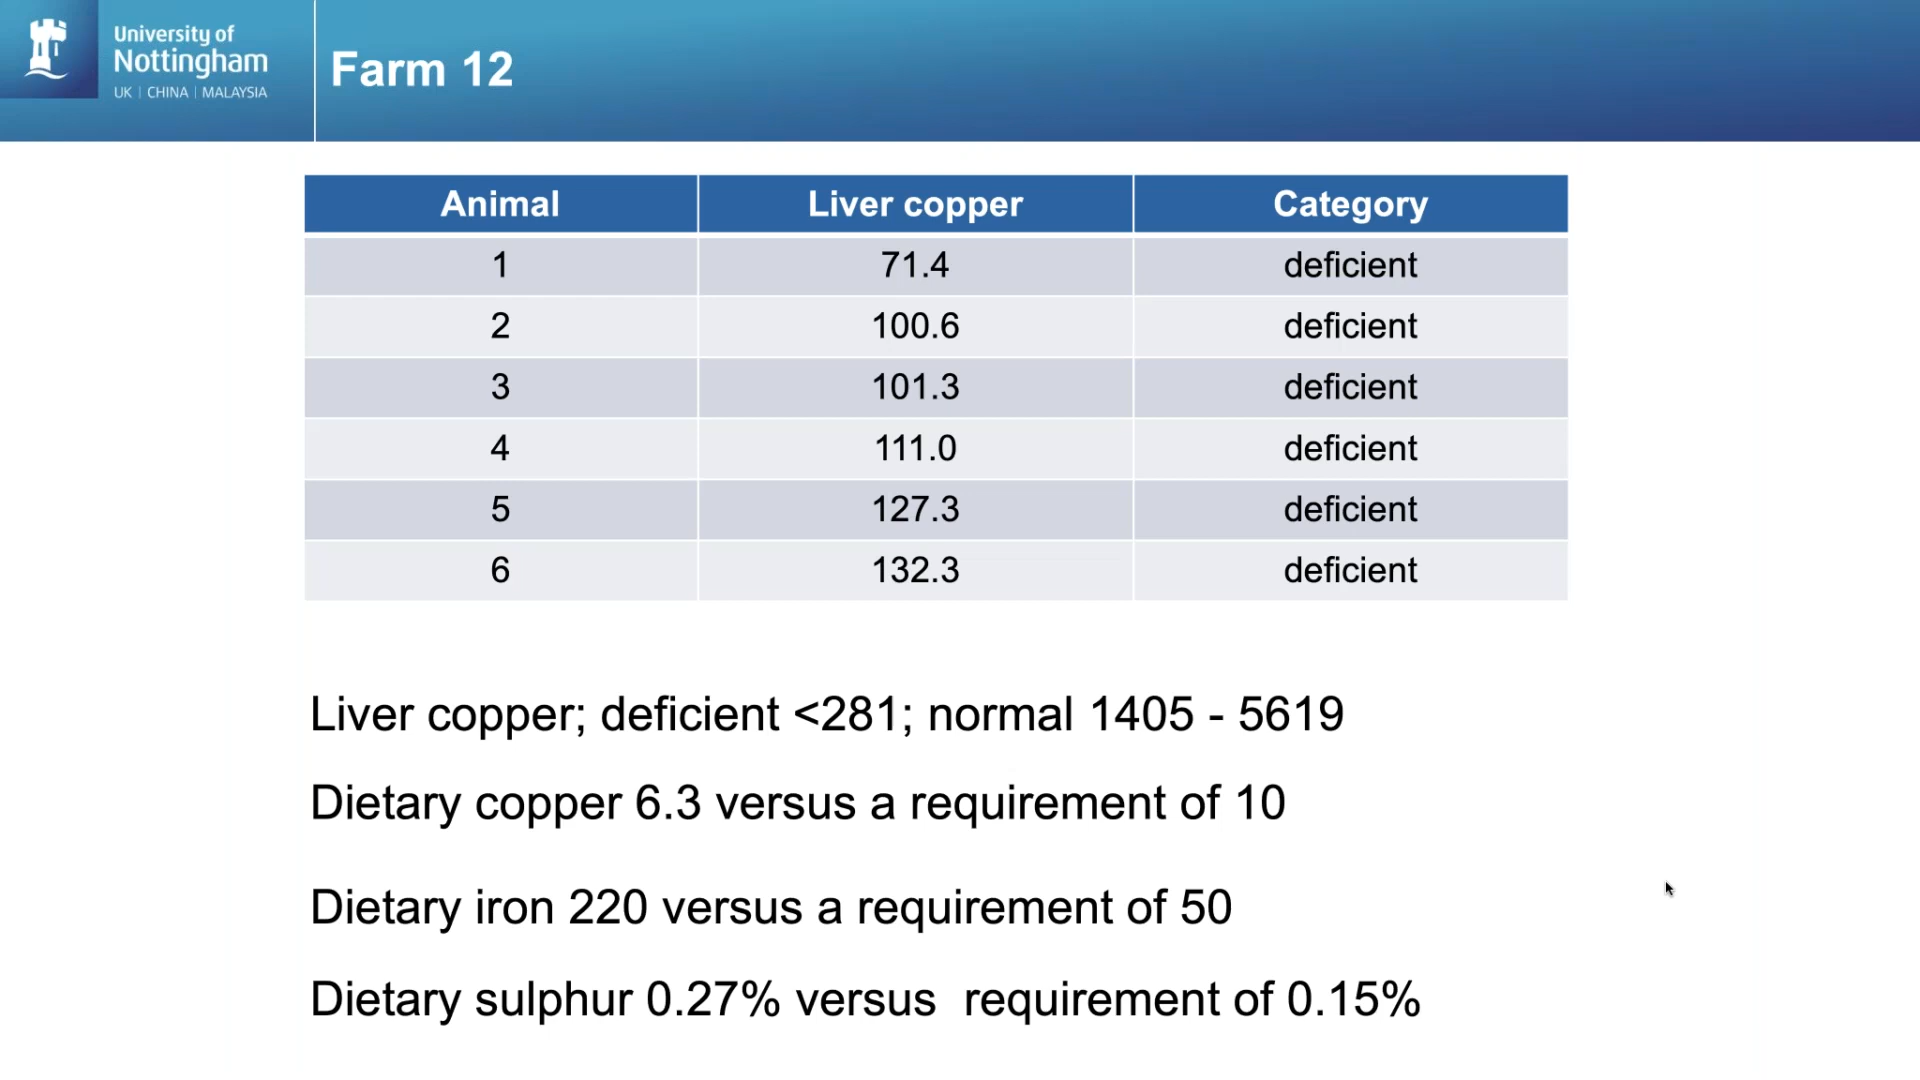 University of
Nottingham
UK | CHINA | MALAYSIA
Farm 12
Animal Liver copper Category
1 71.4 deficient
2 100.6 deficient
3 101.3 deficient
4 111.0 deficient
5 127.3 deficient
6 132.3 deficient
Liver copper; deficient <281; normal 1405 - 5619
Dietary copper 6.3 versus a requirement of 10
Dietary iron 220 versus a requirement of 50
Dietary sulphur 0.27% versus  requirement of 0.15%